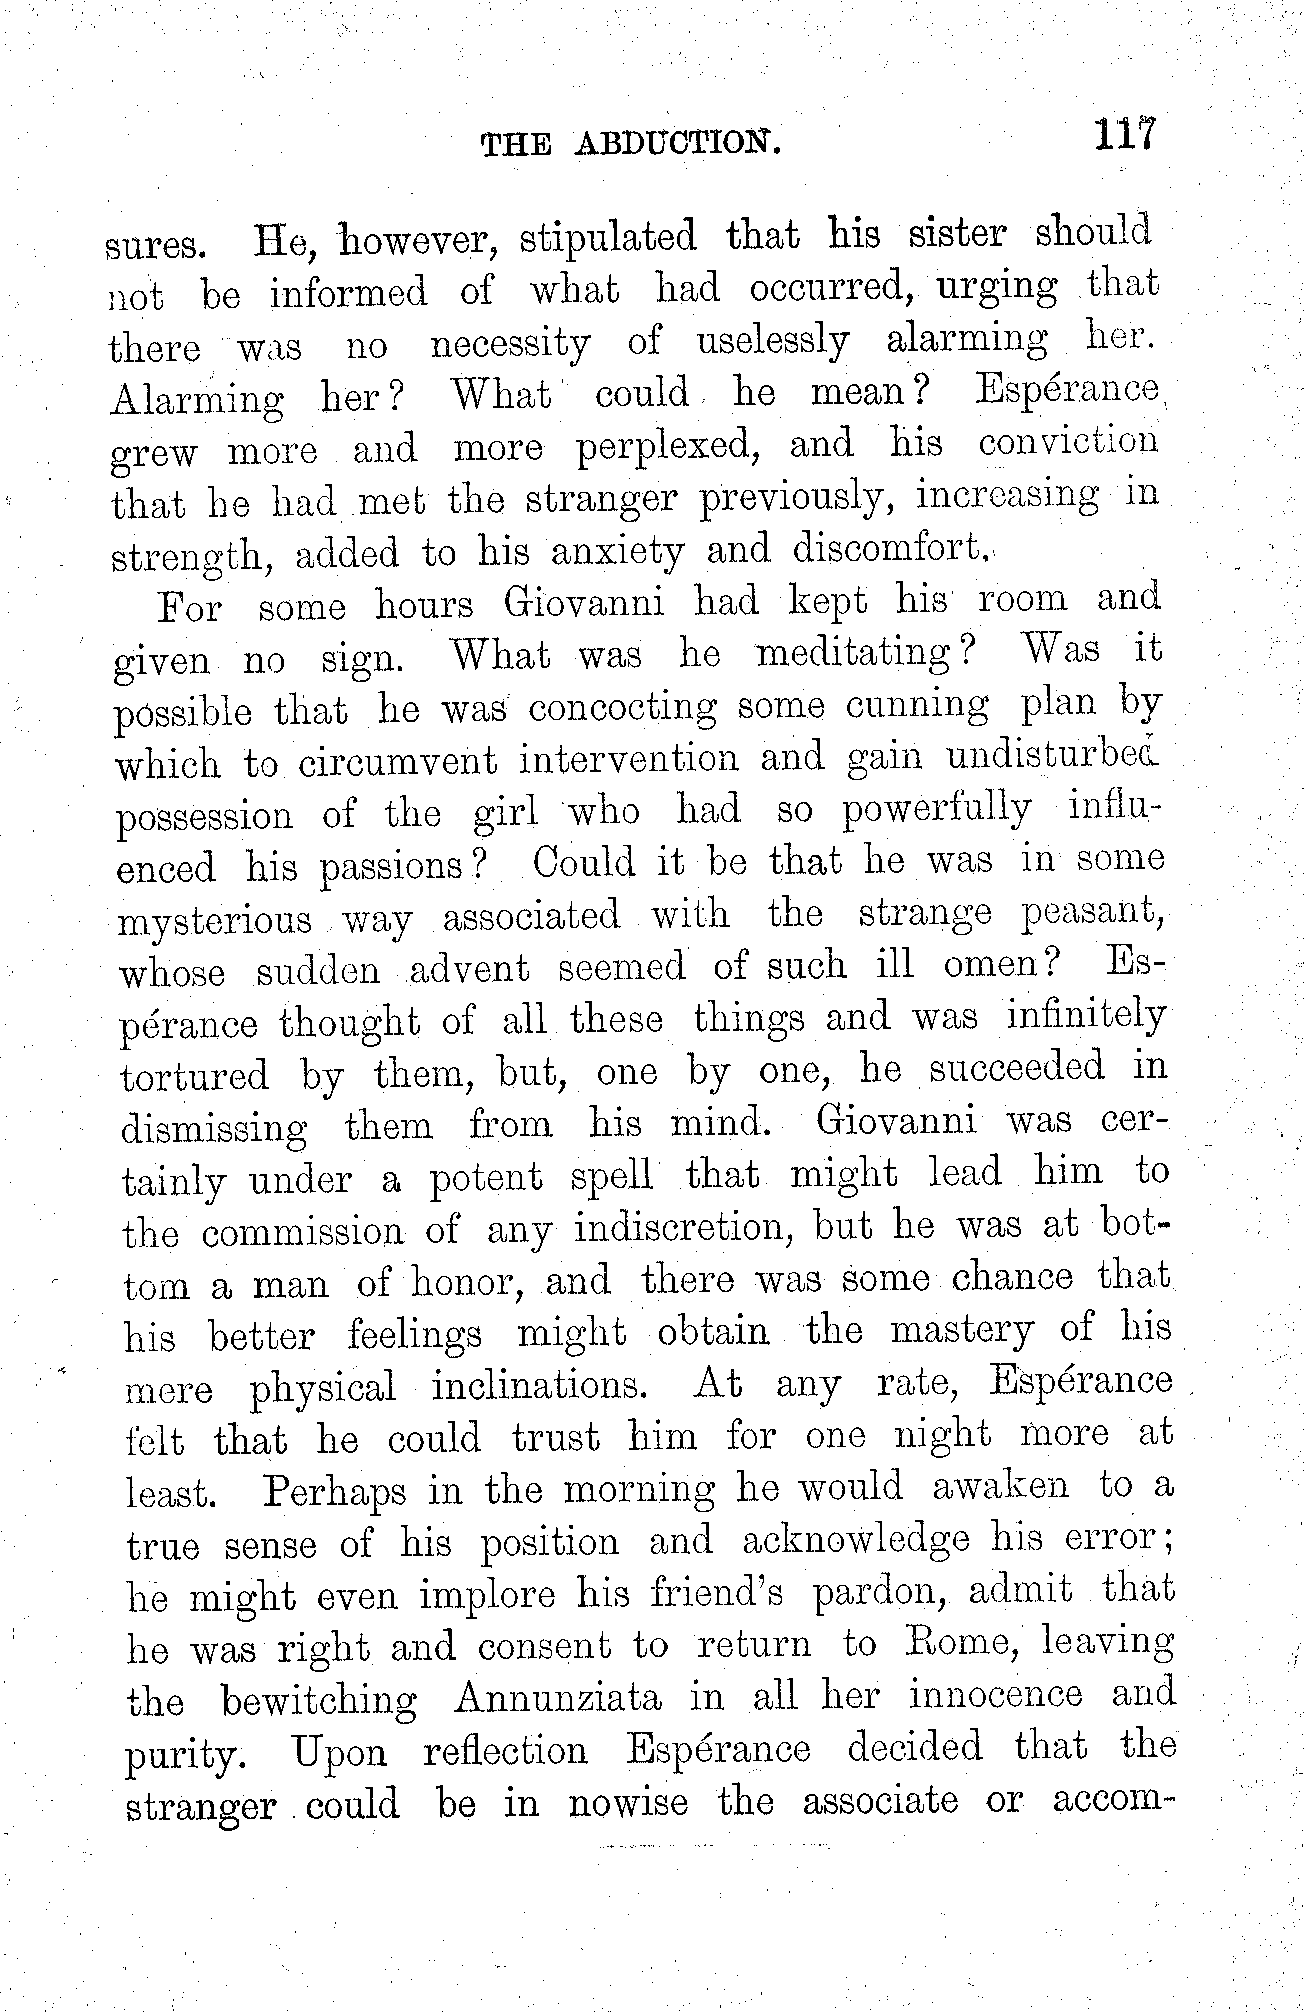 THE ABDUCTION. 117
sures. He, however, stipulated that his sister should
not be informed of what had occurred, urging that
there was no necessity of uselessly alarming her.
Alarming her? What could he mean? Espérance
grew more and more perplexed, and his conviction
that he had met the stranger previously, increasing in
strength, added to his anxiety and discomfort.
For some hours Giovanni had kept his room and
given no sign. What was he meditating? Was it
possible that he was concocting some cunning plan by
which to circumvent intervention and gain undisturbed
possession of the girl who had so powerfully influ-
enced his passions? Could it be that he was in some
mysterious way associated with the strange peasant,
whose sudden advent seemed of such ill omen? Es-
pérance thought of all these things and was infinitely
tortured by them, but, one by one, he succeeded in
dismissing them from his mind. Giovanni was cer-
tainly under a potent spell that might lead him to
the commission of any indiscretion, but he was at bot-
tom a man of honor, and there was some chance that
his better feelings might obtain the mastery of his
mere physical inclinations. At any rate, Espérance
felt that he could trust him for one night more at
least. Perhaps in the morning he would awaken to a
true sense of his position and acknowledge his error;
he might even implore his friend's pardon, admit that
he was right and consent to return to Rome, leaving
the bewitching Annunziata in all her innocence and
purity. Upon reflection Espérance decided that the
stranger could be in nowise the associate or accom-